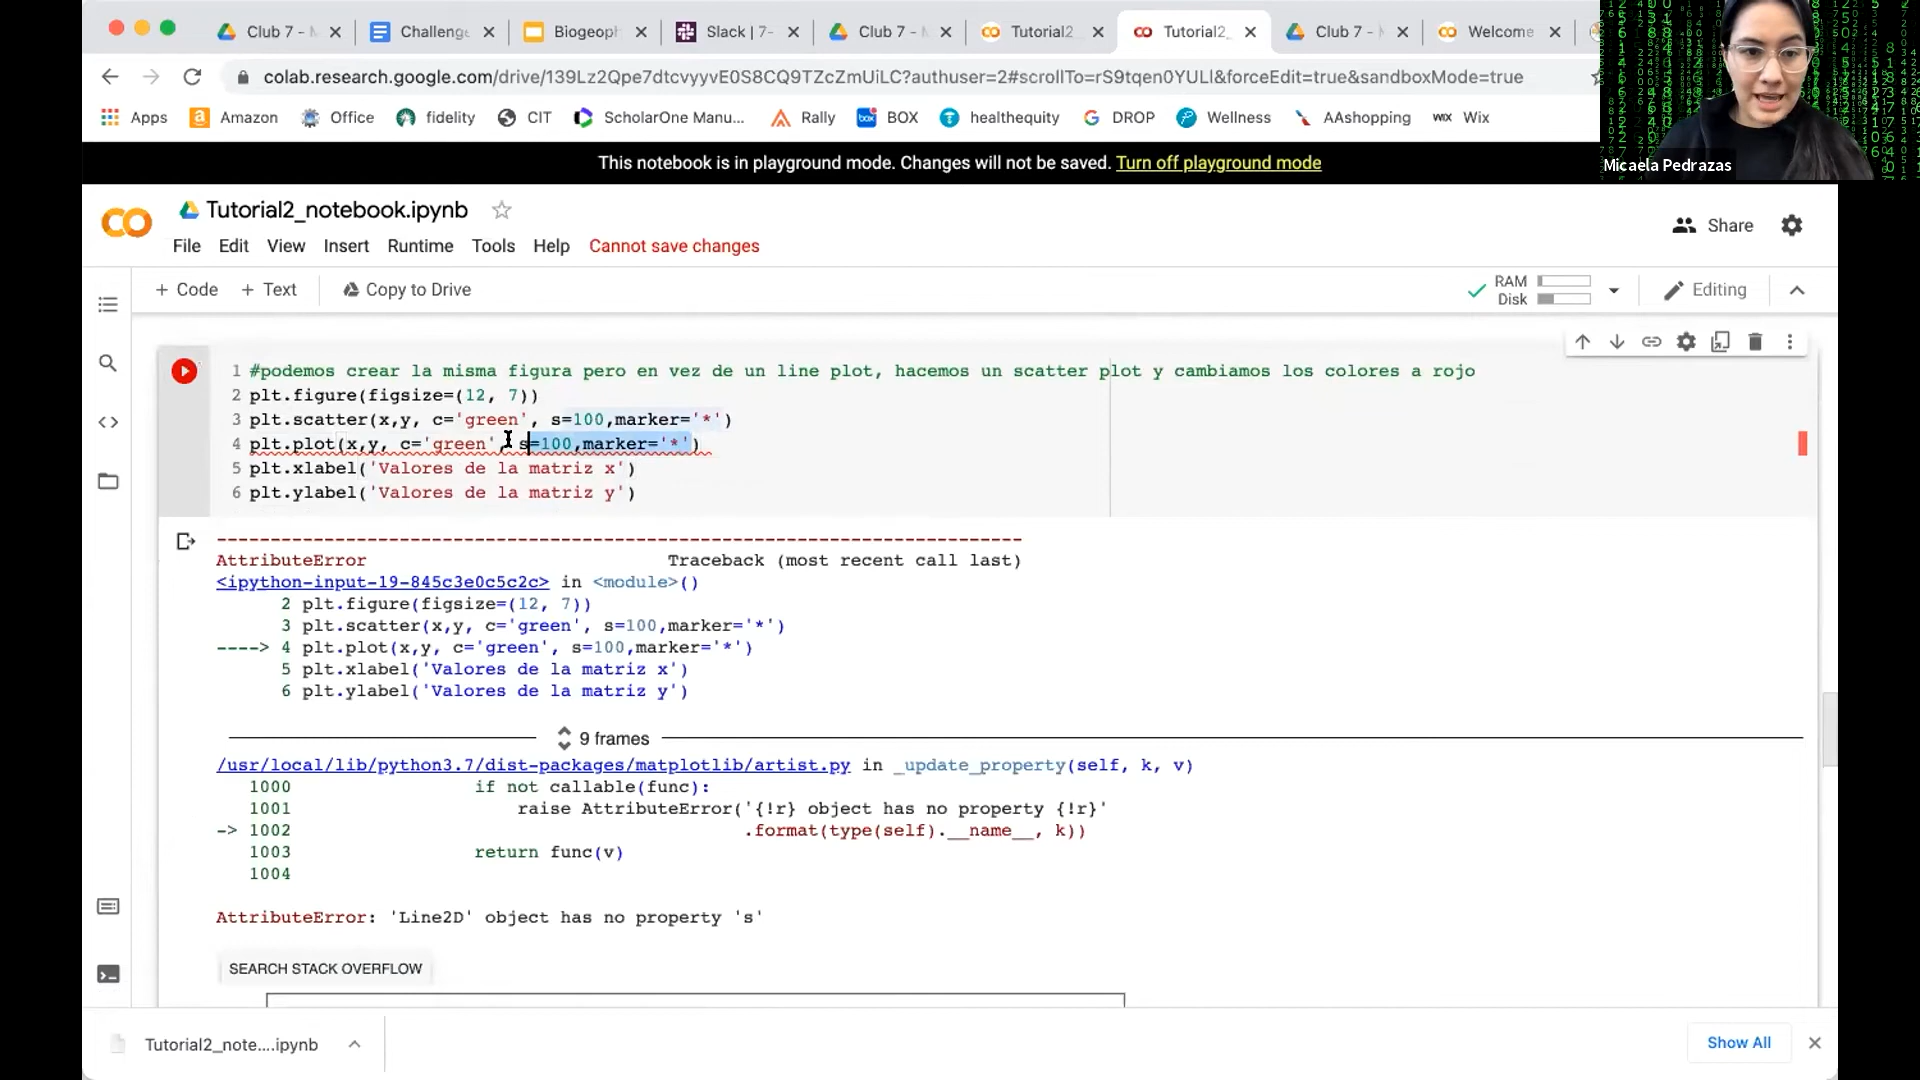 Club 7 - M
Challenge
Biogeoph
Slack | 7-
Club 7 - M
Tutorial2_
Tutorial2_
Club 7 -
Welcome
colab.research.google.com/drive/139Lz2Qpe7dtcvyyvE0S8CQ9TZcZmUiLC?authuser=2#scrollTo=rS9tqen0YULl&forceEdit=true&sandboxMode=true
Apps Amazon Office fidelity CIT ScholarOne Manu... Rally BOX healthequity DROP Wellness AAshopping WIX Wix
Micaela Pedrazas
This notebook is in playground mode. Changes will not be saved. Turn off playground mode
Tutorial2_notebook.ipynb
Share
File Edit View Insert Runtime Tools Help Cannot save changes
+ Code + Text Copy to Drive
RAM
Disk
Editing
1 #podemos crear la misma figura pero en vez de un line plot, hacemos un scatter plot y cambiamos los colores a rojo
2 plt.figure(figsize=(12, 7))
3 plt.scatter(x,y, c='green', s=100,marker='*')
4 plt.plot(x,y, c='green', s=100,marker='*')
5 plt.xlabel('Valores de la matriz x')
6 plt.ylabel('Valores de la matriz y')
---------------------------------------------------------------------------
AttributeError Traceback (most recent call last)
<ipython-input-19-845c3e0c5c2c> in <module>()
2 plt.figure(figsize=(12, 7))
3 plt.scatter(x,y, c='green', s=100,marker='*')
----> 4 plt.plot(x,y, c='green', s=100,marker='*')
5 plt.xlabel('Valores de la matriz x')
6 plt.ylabel('Valores de la matriz y')
9 frames
/usr/local/lib/python3.7/dist-packages/matplotlib/artist.py in _update_property(self, k, v)
1000 if not callable(func):
1001 raise AttributeError('{!r} object has no property {!r}'
-> 1002 .format(type(self).__name__, k))
1003 return func(v)
1004
AttributeError: 'Line2D' object has no property 's'
SEARCH STACK OVERFLOW
Tutorial2_note....ipynb
Show All